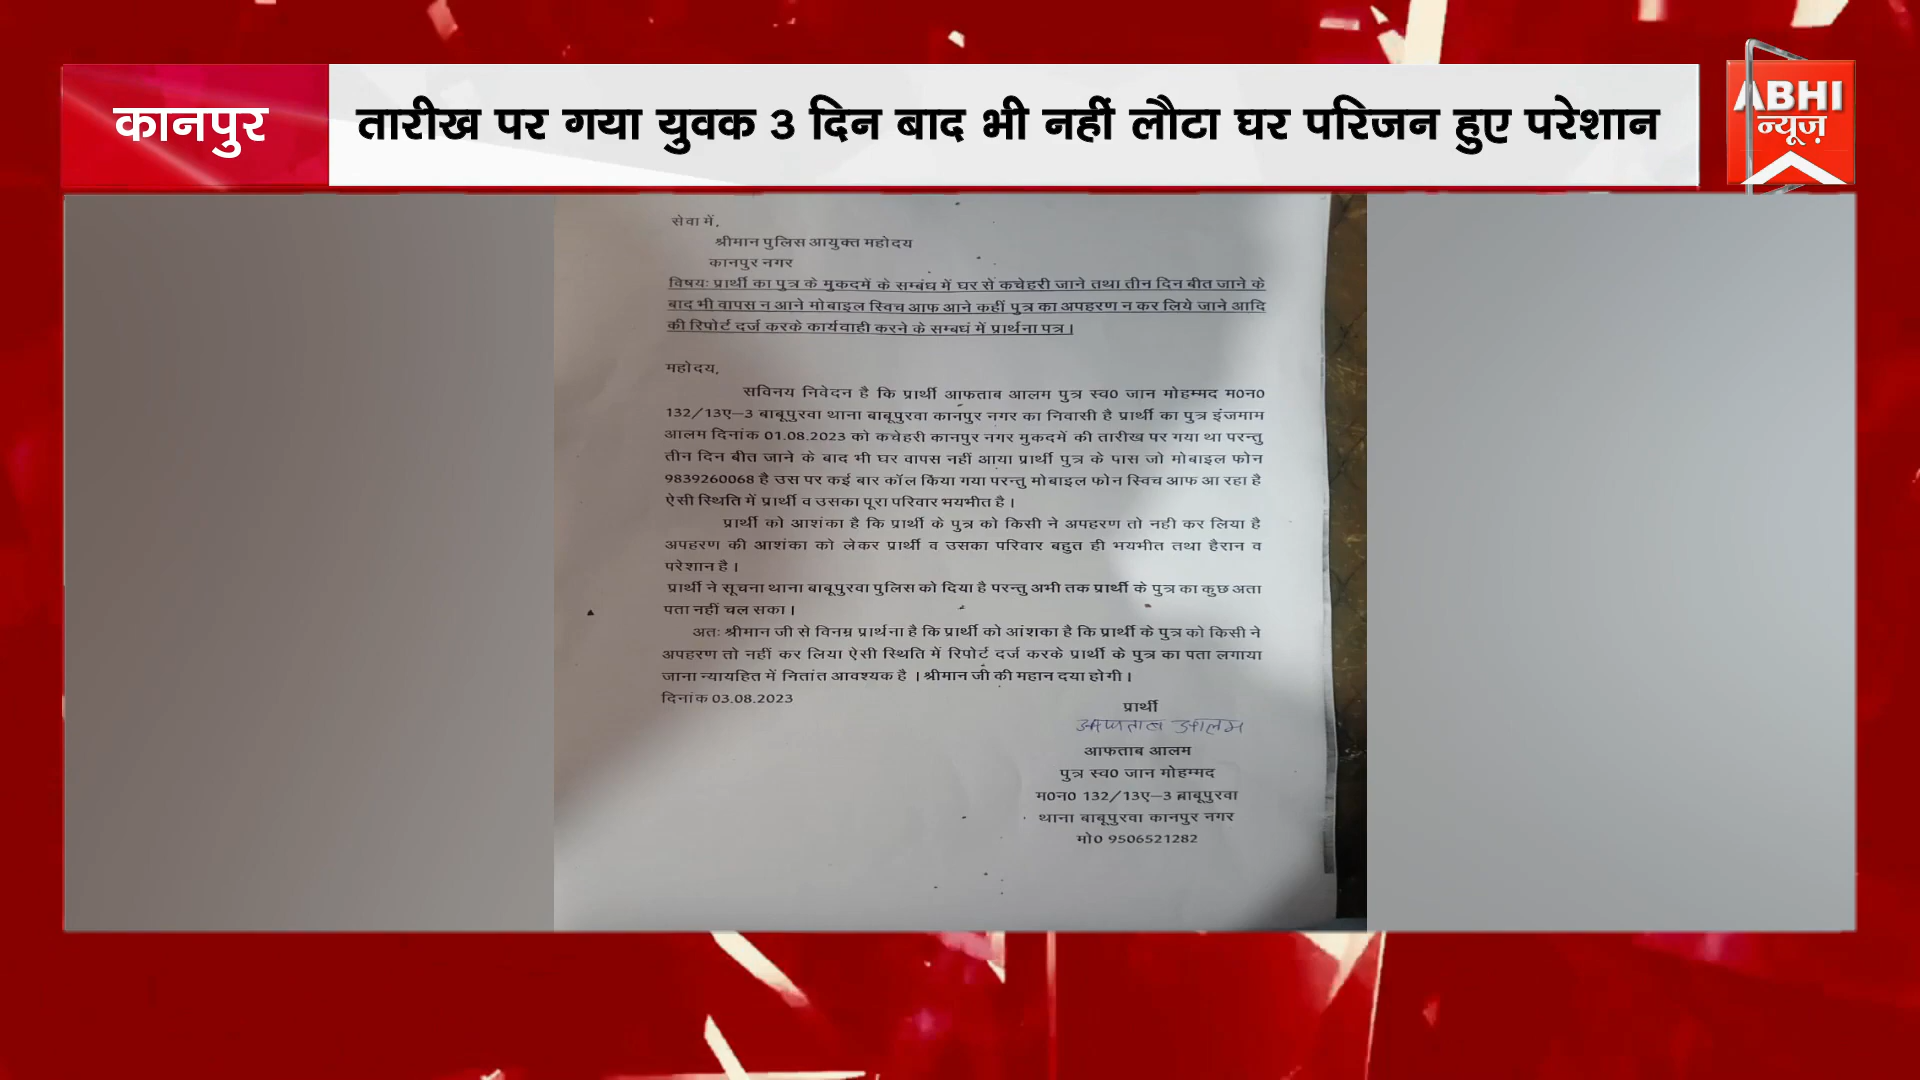 कानपुर
तारीख पर गया युवक 3 दिन बाद भी नहीं लौटा घर परिजन हुए परेशान
ABHI
न्यूज़
सेवा में,
श्रीमान पुलिस आयुक्त महोदय
कानपुर नगर
विषयः प्रार्थी का पुत्र के मुकदमें के सम्बंध में घर से कचेहरी जाने तथा तीन दिन बीत जाने के
बाद भी वापस न आने मोबाइल स्विच आफ आने कहीं पुत्र का अपहरण न कर लिये जाने आदि
की रिपोर्ट दर्ज करके कार्यवाही करने के सम्बधं में प्रार्थना पत्र।
महोदय,
सविनय निवेदन है कि प्रार्थी आफताब आलम पुत्र स्व0 जान मोहम्मद म0न0
132/13ए–3 बाबूपुरवा थाना बाबूपुरवा कानपुर नगर का निवासी है प्रार्थी का पुत्र इंजमाम
आलम दिनांक 01.08.2023 को कचेहरी कानपुर नगर मुकदमें की तारीख पर गया था परन्तु
तीन दिन बीत जाने के बाद भी घर वापस नहीं आया प्रार्थी पुत्र के पास जो मोबाइल फोन
9839260068 है उस पर कई बार कॉल किया गया परन्तु मोबाइल फोन स्विच आफ आ रहा है
ऐसी स्थिति में प्रार्थी व उसका पूरा परिवार भयभीत है।
प्रार्थी को आशंका है कि प्रार्थी के पुत्र को किसी ने अपहरण तो नही कर लिया है
अपहरण की आशंका को लेकर प्रार्थी व उसका परिवार बहुत ही भयभीत तथा हैरान व
परेशान है।
प्रार्थी ने सूचना थाना बाबूपुरवा पुलिस को दिया है परन्तु अभी तक प्रार्थी के पुत्र का कुछ अता
पता नहीं चल सका।
अतः श्रीमान जी से विनम्र प्रार्थना है कि प्रार्थी को आंशका है कि प्रार्थी के पुत्र को किसी ने
अपहरण तो नहीं कर लिया ऐसी स्थिति में रिपोर्ट दर्ज करके प्रार्थी के पुत्र का पता लगाया
जाना न्यायहित में नितांत आवश्यक है । श्रीमान जी की महान दया होगी।
दिनांक 03.08.2023
प्रार्थी
आफताब आलम
आफताब आलम
पुत्र स्व0 जान मोहम्मद
म0न0 132/13ए–3 बाबूपुरवा
थाना बाबूपुरवा कानपुर नगर
मो0 9506521282